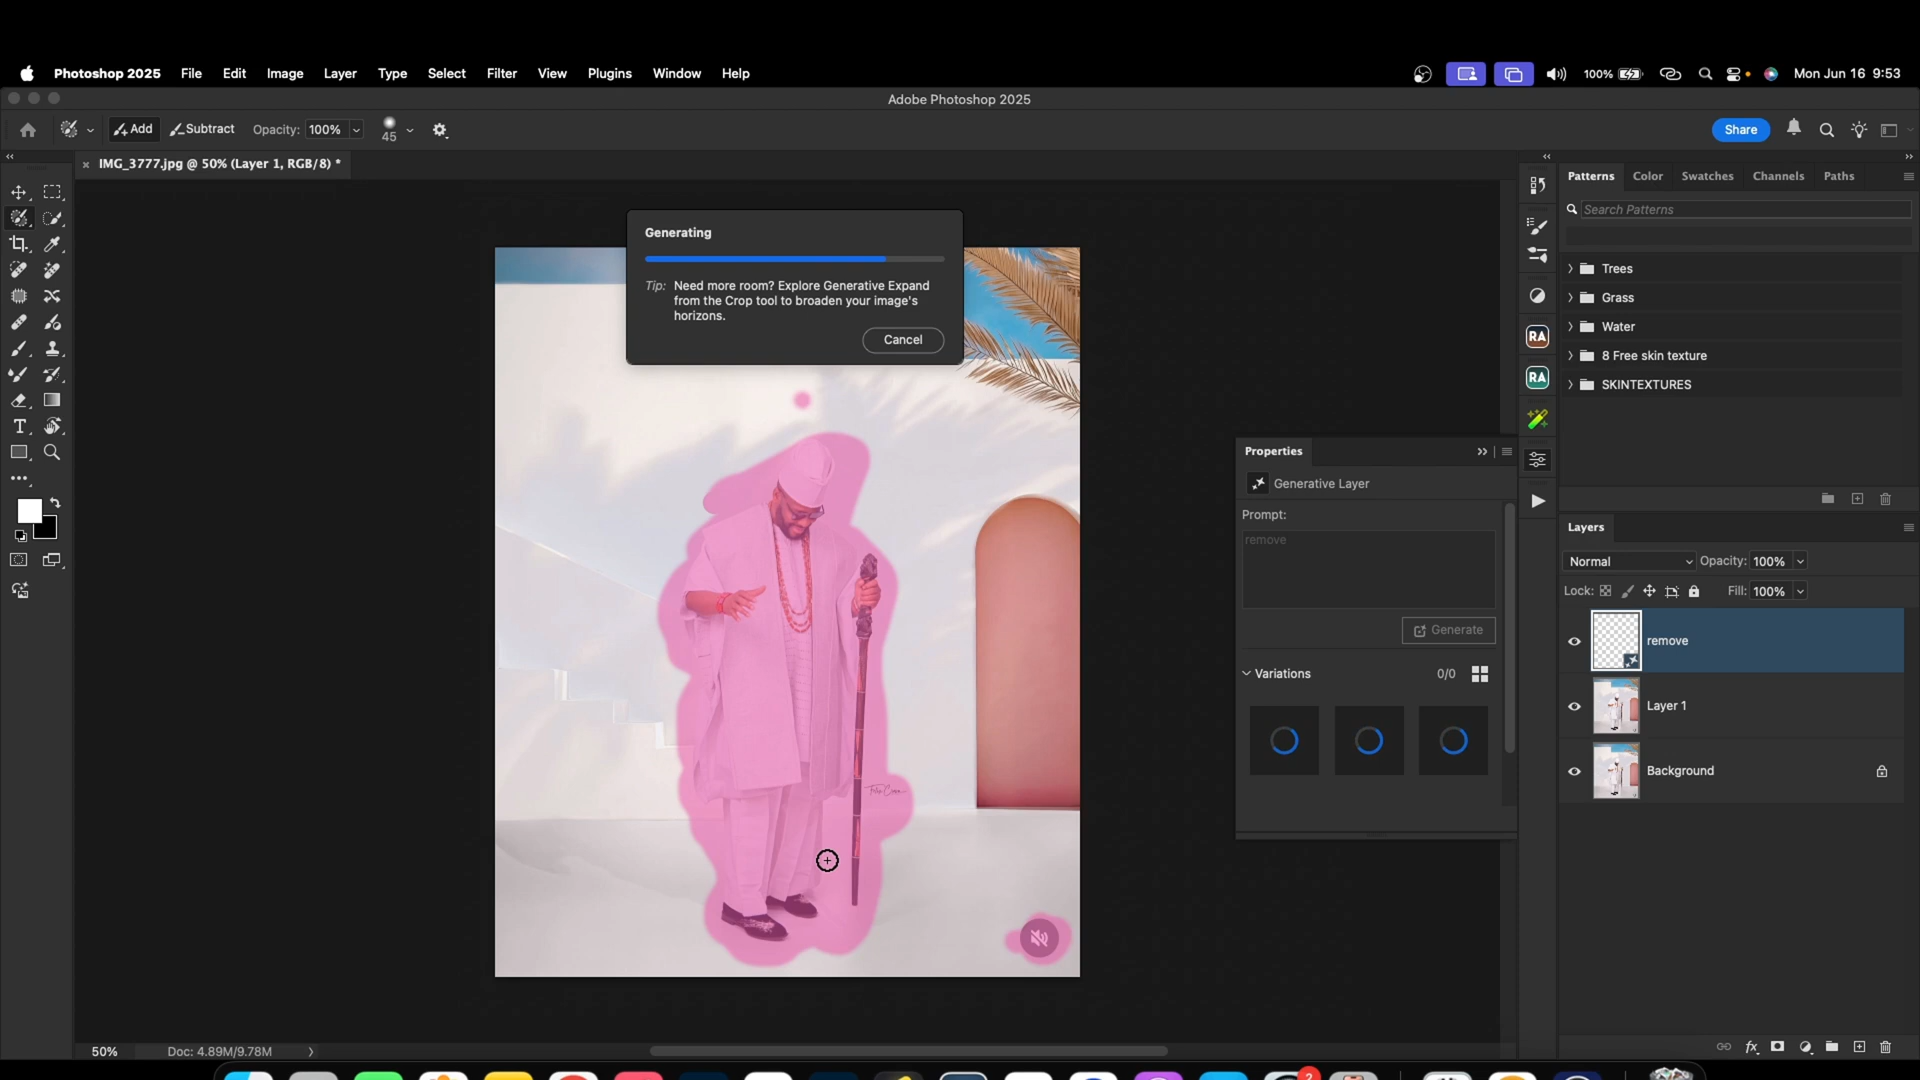 Photoshop 2025 File Edit Image Layer Type Select Filter View Plugins Window Help 100% Mon Jun 16 9:53
Adobe Photoshop 2025
Add Subtract Opacity: 100% 45 Share
IMG_3777.jpg @ 50% (Layer 1, RGB/8) *
Generating
Tip: Need more room? Explore Generative Expand
from the Crop tool to broaden your image's
horizons.
Cancel
Properties
Generative Layer
Prompt:
remove
Generate
Variations 0/0
RA
RA
Patterns Color Swatches Channels Paths
Search Patterns
Trees
Grass
Water
8 Free skin texture
SKINTEXTURES
Layers
Normal Opacity: 100%
Lock: Fill: 100%
remove
Layer 1
Background
fx
50% Doc: 4.89M/9.78M
2